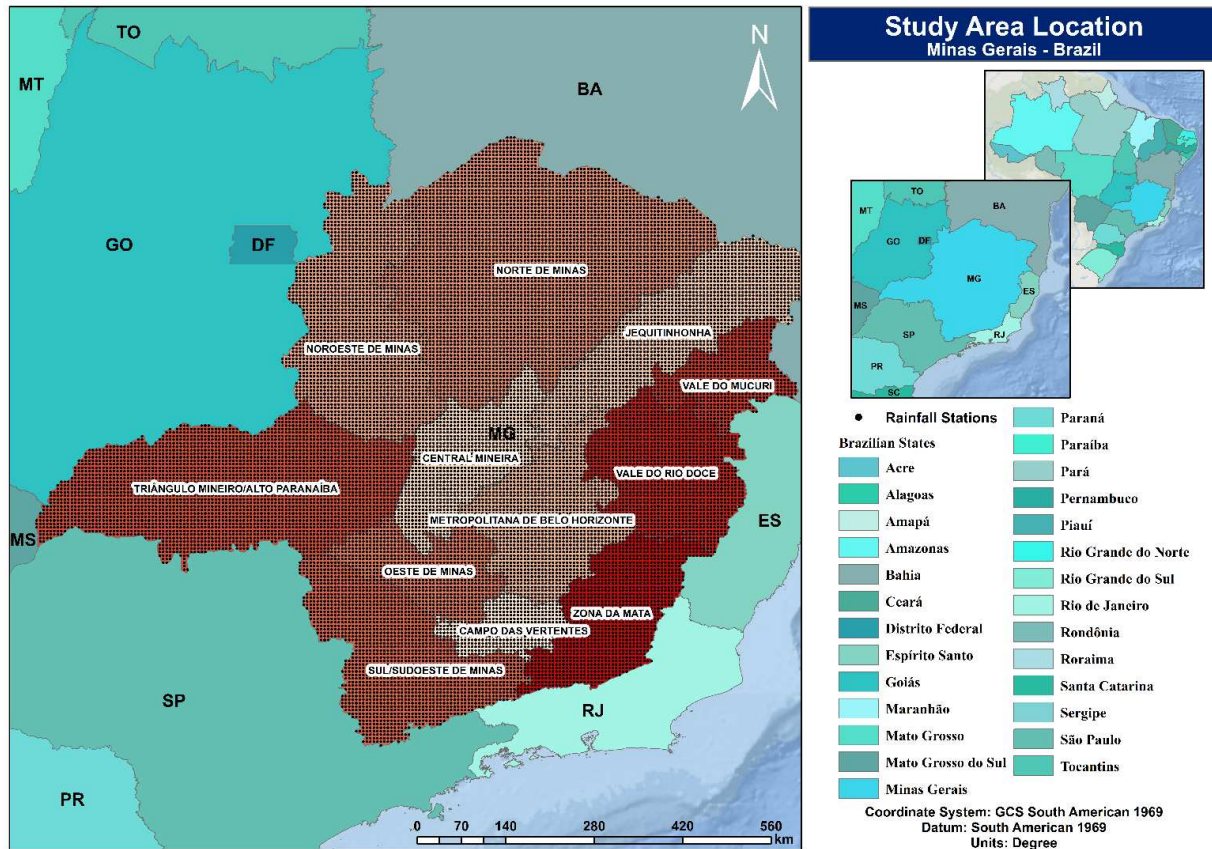 Study Area Location
Minas Gerais - Brazil
TO
MT
BA
N
GO
DF
NORTE DE MINAS
JEQUITINHONHA
NOROESTE DE MINAS
VALE DO MUCURI
MG
CENTRAL MINEIRA
VALE DO RIO DOCE
TRIÂNGULO MINEIRO/ALTO PARANAÍBA
METROPOLITANA DE BELO HORIZONTE
MS
ES
OESTE DE MINAS
ZONA DA MATA
CAMPO DAS VERTENTES
SUL/SUDOESTE DE MINAS
SP
RJ
PR
0 70 140 280 420 560
km
TO
MT
BA
GO
DF
MG
ES
MS
SP
RJ
PR
SC
Rainfall Stations
Brazilian States
Acre
Alagoas
Amapá
Amazonas
Bahia
Ceará
Distrito Federal
Espírito Santo
Goiás
Maranhão
Mato Grosso
Mato Grosso do Sul
Minas Gerais
Paraná
Paraíba
Pará
Pernambuco
Piauí
Rio Grande do Norte
Rio Grande do Sul
Rio de Janeiro
Rondônia
Roraima
Santa Catarina
Sergipe
São Paulo
Tocantins
Coordinate System: GCS South American 1969
Datum: South American 1969
Units: Degree